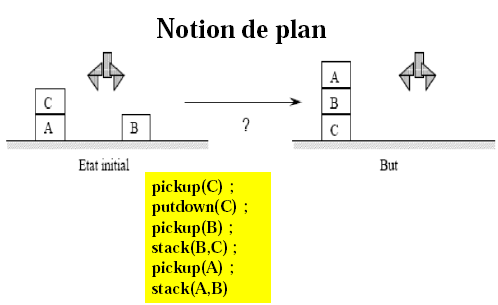 Notion de plan
C
A
B
?
A
B
C
Etat initial
But
pickup(C) ;
putdown(C) ;
pickup(B) ;
stack(B,C) ;
pickup(A) ;
stack(A,B)